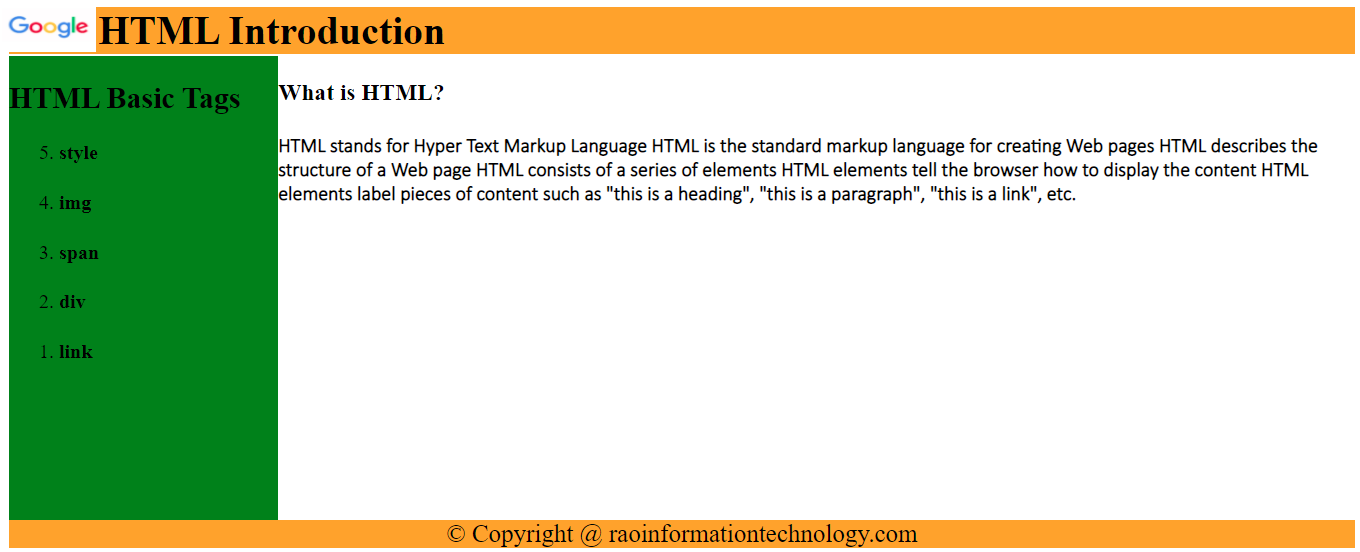 Google HTML Introduction
HTML Basic Tags
5. style
4. img
3. span
2. div
1. link
What is HTML?
HTML stands for Hyper Text Markup Language HTML is the standard markup language for creating Web pages HTML describes the
structure of a Web page HTML consists of a series of elements HTML elements tell the browser how to display the content HTML
elements label pieces of content such as "this is a heading", "this is a paragraph", "this is a link", etc.
© Copyright @ raoinformationtechnology.com